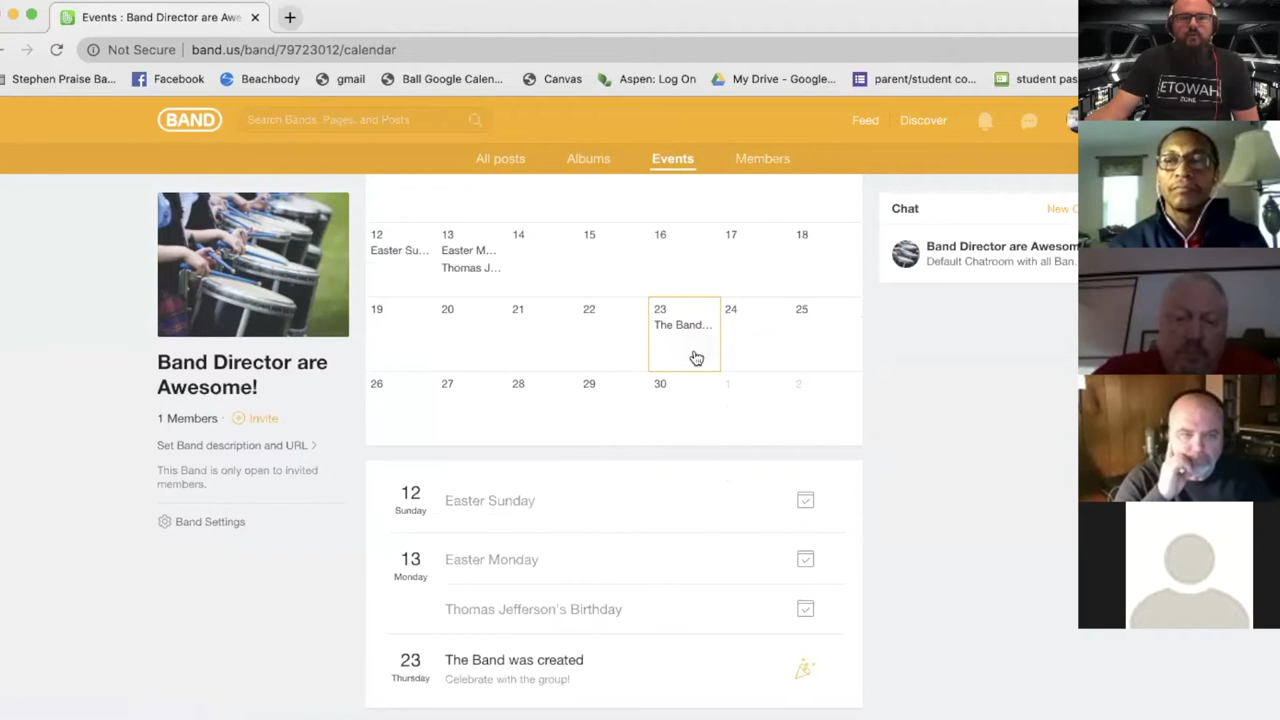 Events : Band Director are Awe
Not Secure | band.us/band/79723012/calendar
Stephen Praise Ba...
Facebook
Beachbody
gmail
Ball Google Calen...
Canvas
Aspen: Log On
My Drive - Google...
parent/student co...
student pas
BAND
Search Bands, Pages, and Posts
Feed
Discover
All posts
Albums
Events
Members
12
13
14
15
16
17
18
Easter Su...
Easter M...
Thomas J...
19
20
21
22
23
24
25
The Band...
26
27
28
29
30
1
2
Band Director are
Awesome!
1 Members · Invite
Set Band description and URL >
This Band is only open to invited
members.
Band Settings
12
Sunday
Easter Sunday
13
Monday
Easter Monday
Thomas Jefferson's Birthday
23
Thursday
The Band was created
Celebrate with the group!
Chat
New
Band Director are Awesom
Default Chatroom with all Ban
ETOWAH